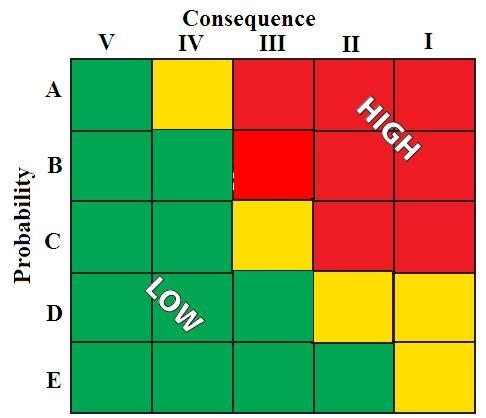 Consequence
V IV III II I
A
HIGH
B
Probability
C
D
LOW
E